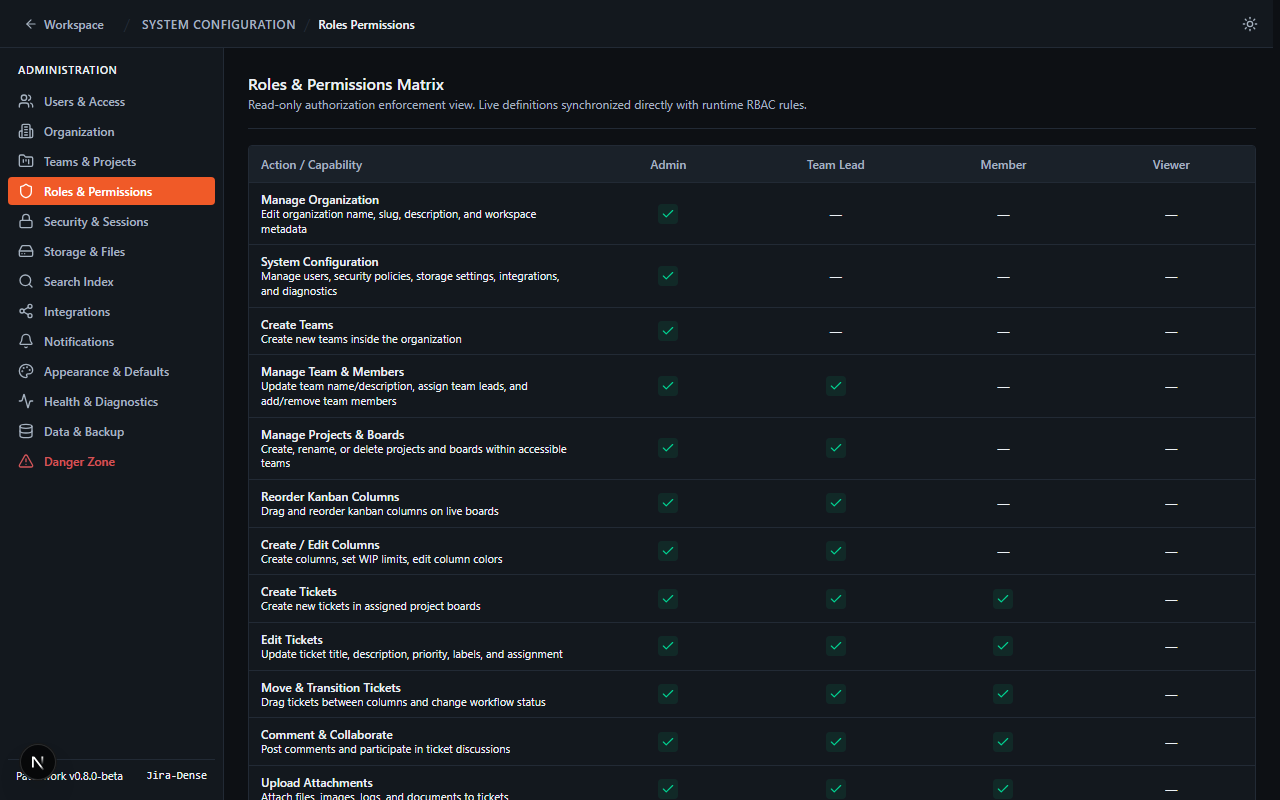 Workspace / SYSTEM CONFIGURATION / Roles Permissions
ADMINISTRATION
Users & Access
Organization
Teams & Projects
Roles & Permissions
Security & Sessions
Storage & Files
Search Index
Integrations
Notifications
Appearance & Defaults
Health & Diagnostics
Data & Backup
Danger Zone
N
v0.8.0-beta
Jira-Dense
Roles & Permissions Matrix
Read-only authorization enforcement view. Live definitions synchronized directly with runtime RBAC rules.
Action / Capability Admin Team Lead Member Viewer
Manage Organization
Edit organization name, slug, description, and workspace
metadata
— — —
System Configuration
Manage users, security policies, storage settings, integrations,
and diagnostics
— — —
Create Teams
Create new teams inside the organization
— — —
Manage Team & Members
Update team name/description, assign team leads, and
add/remove team members
— —
Manage Projects & Boards
Create, rename, or delete projects and boards within accessible
teams
— —
Reorder Kanban Columns
Drag and reorder kanban columns on live boards
— —
Create / Edit Columns
Create columns, set WIP limits, edit column colors
— —
Create Tickets
Create new tickets in assigned project boards
—
Edit Tickets
Update ticket title, description, priority, labels, and assignment
—
Move & Transition Tickets
Drag tickets between columns and change workflow status
—
Comment & Collaborate
Post comments and participate in ticket discussions
—
Upload Attachments
Attach files, images, logs, and documents to tickets
—